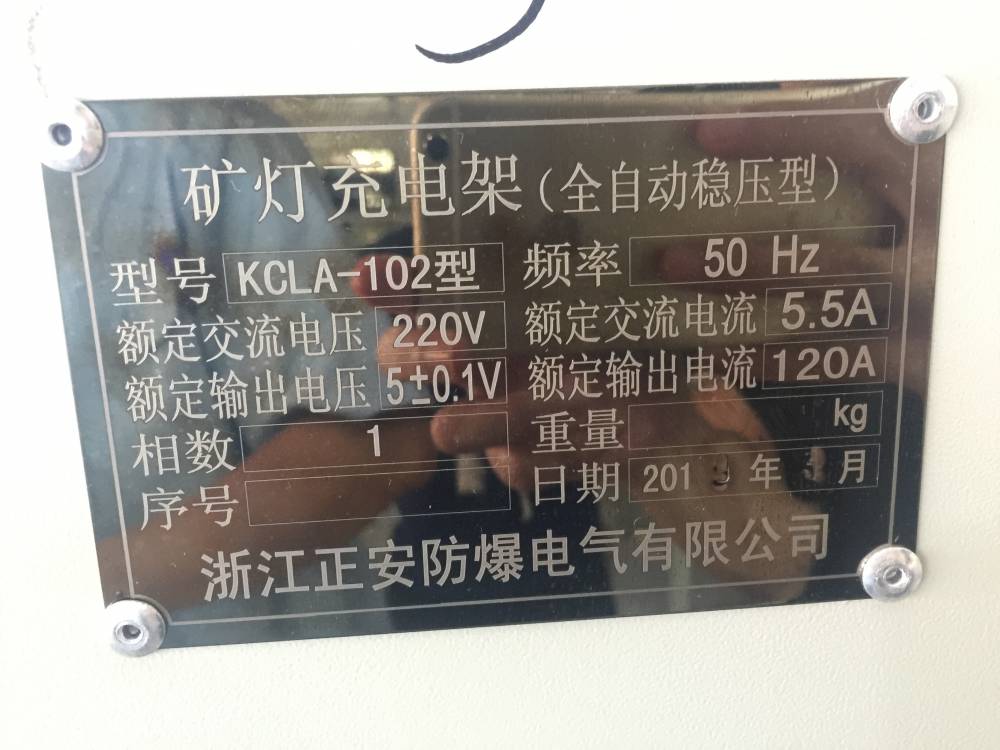 矿灯充电架(全自动稳压型)
型号 KCLA-102型 频率 50 Hz
额定交流电压 220V 额定交流电流 5.5A
额定输出电压 5±0.1V 额定输出电流 120A
相数 1 重量 kg
序号 日期 201 年 月
浙江正安防爆电气有限公司